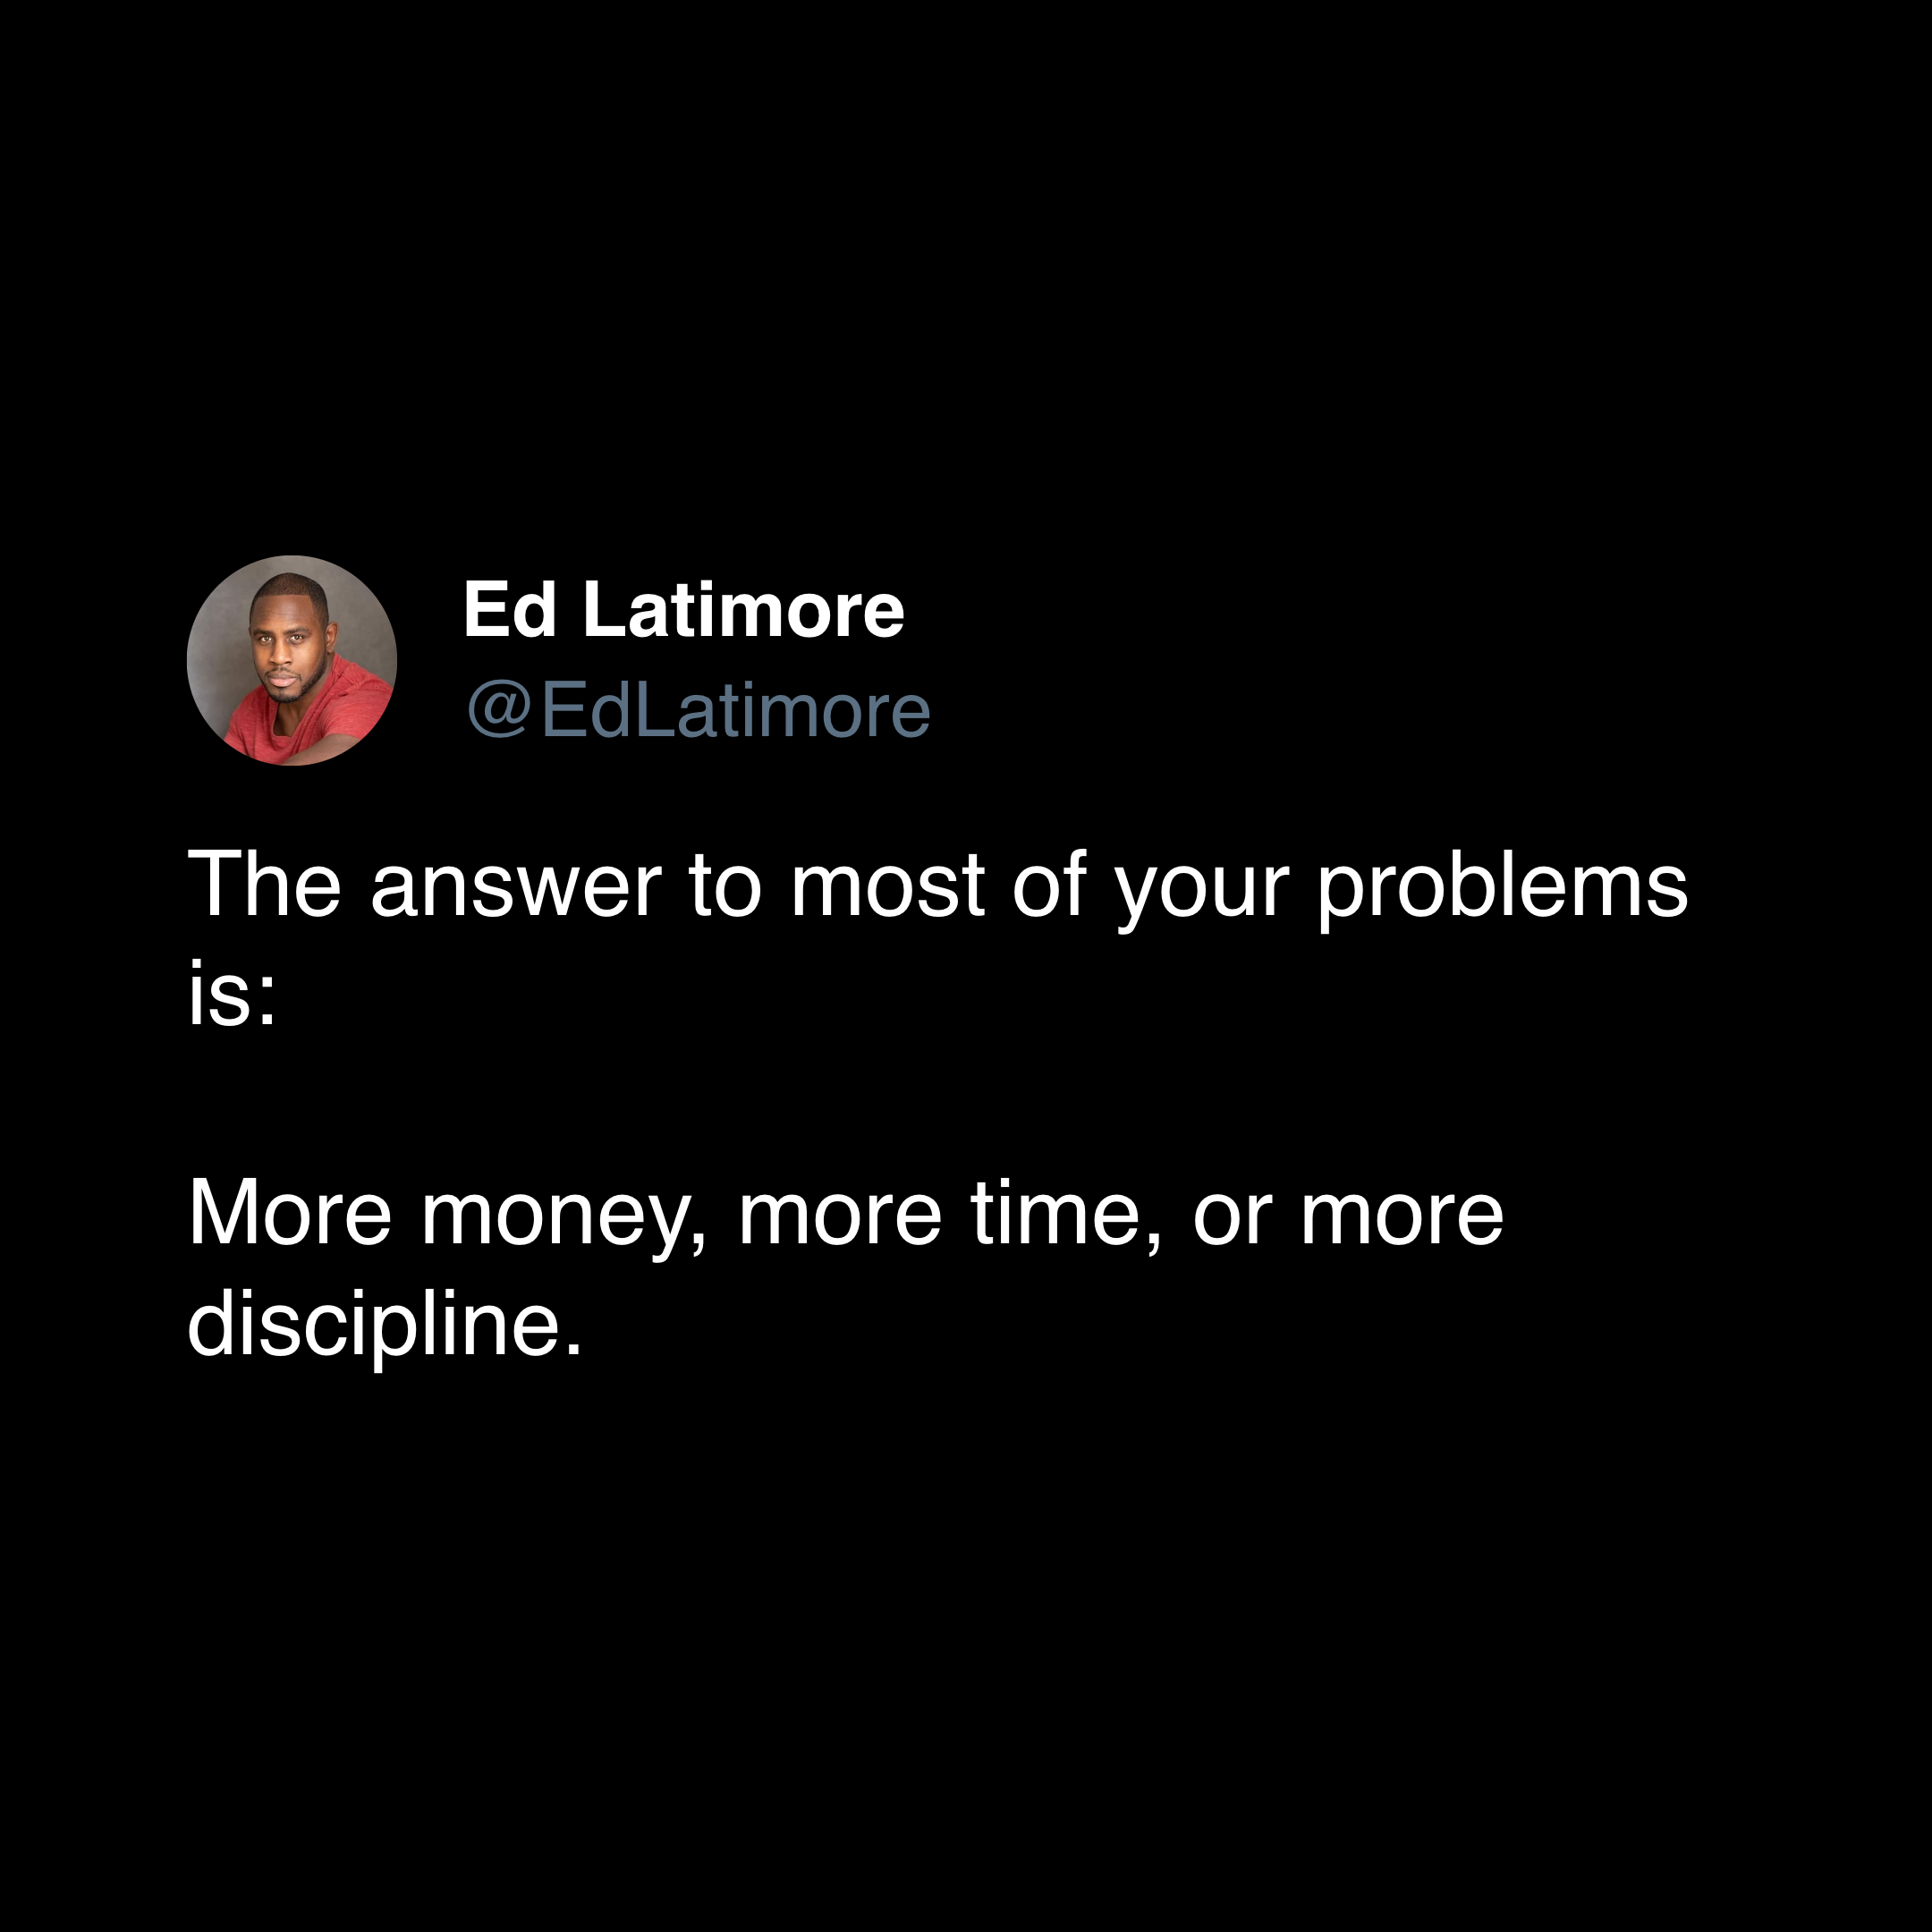 Ed Latimore
@EdLatimore
The answer to most of your problems
is:
More money, more time, or more
discipline.